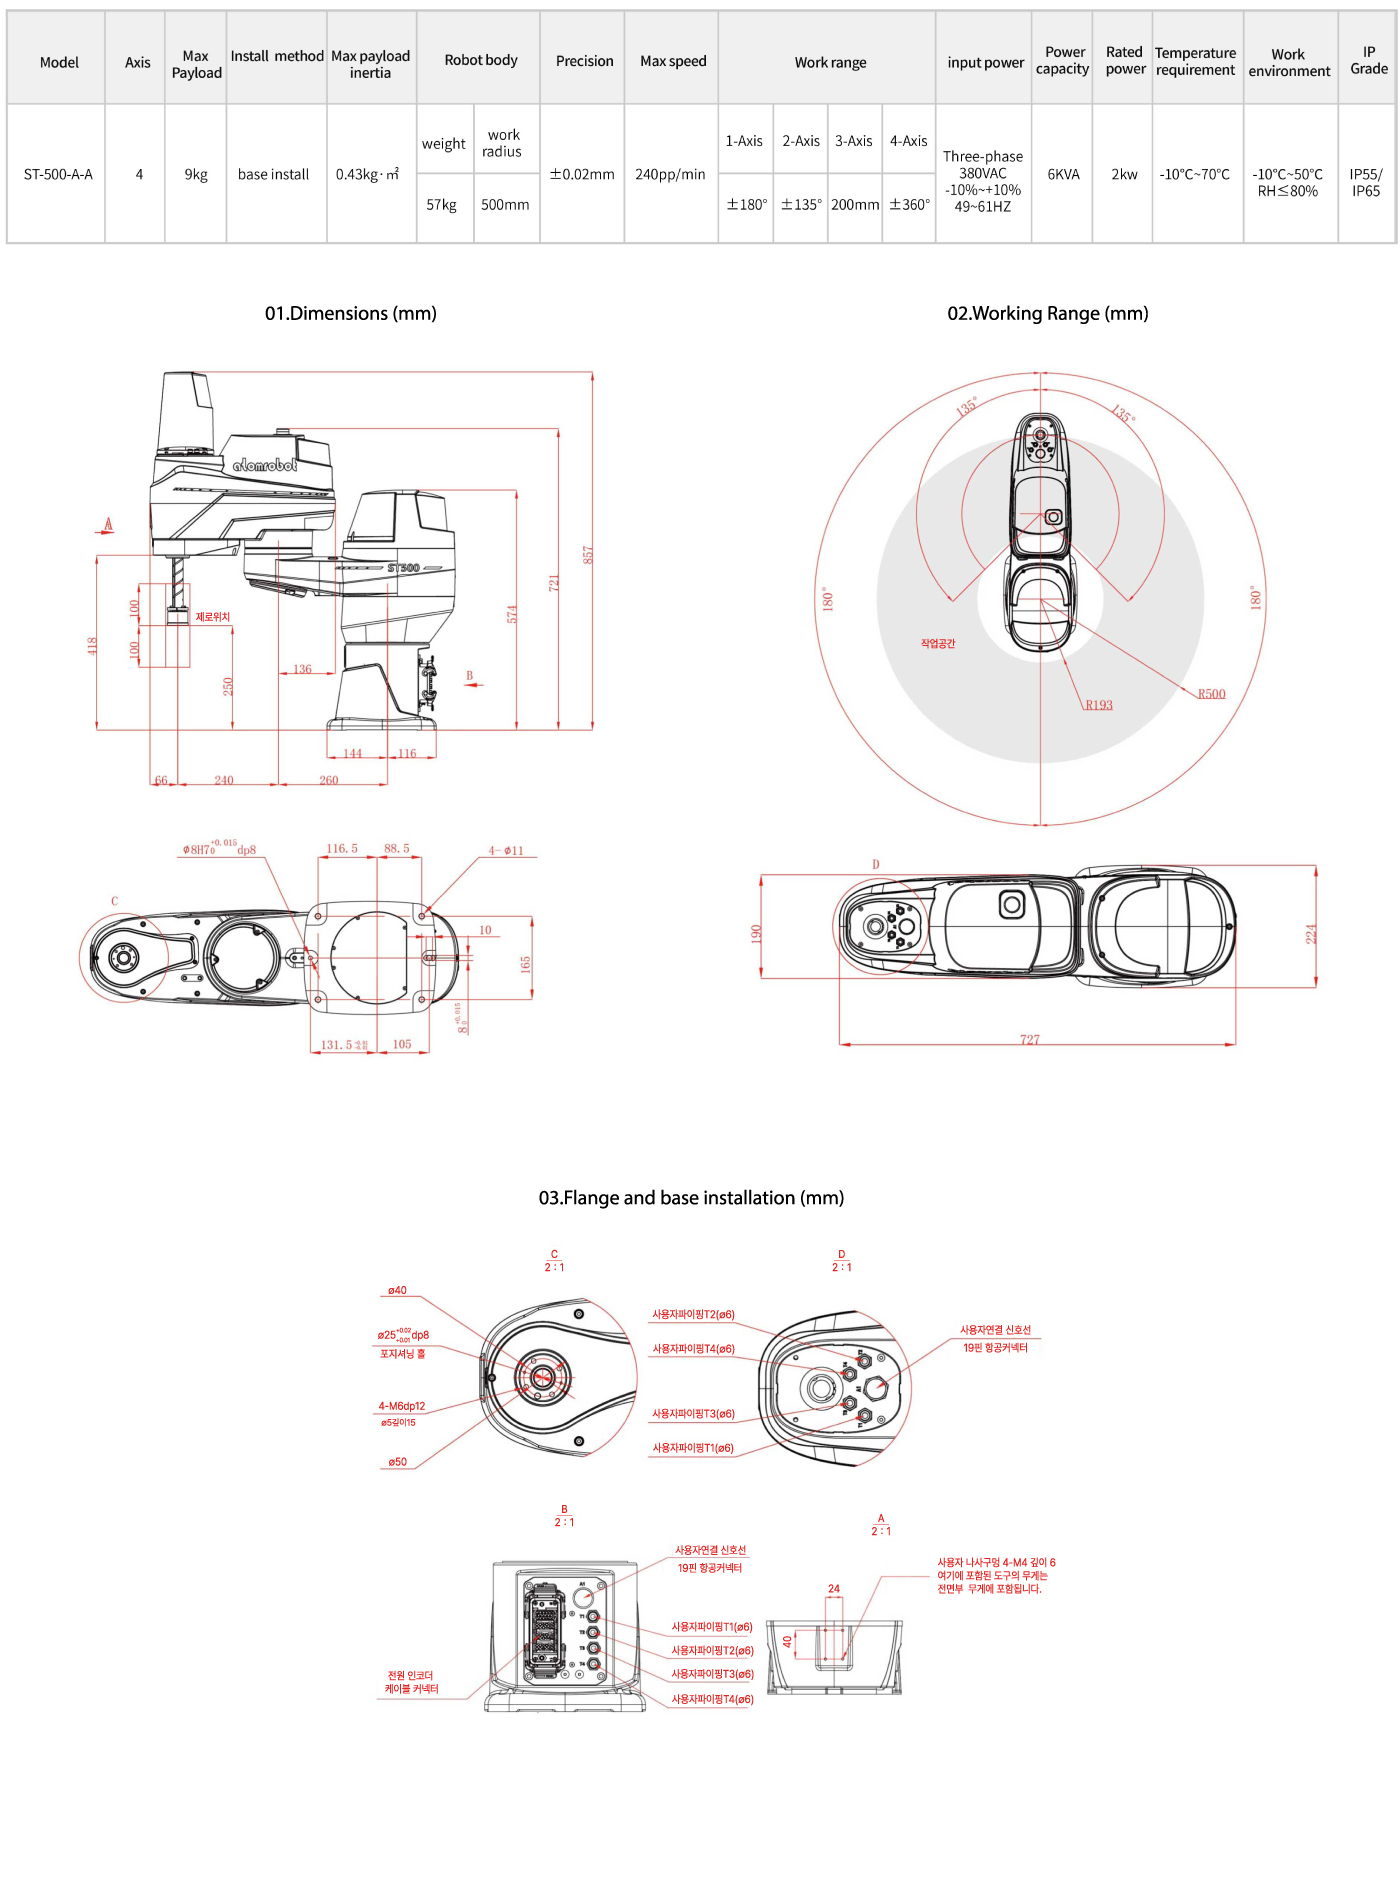 Model
Axis
Max
Payload
Install method
Max payload
inertia
Robot body
Precision
Max speed
Work range
input power
Power
capacity
Rated
power
Temperature
requirement
Work
environment
IP
Grade
ST-500-A-A
4
9kg
base install
0.43kg·㎡
weight
work
radius
57kg
500mm
±0.02mm
240pp/min
1-Axis
2-Axis
3-Axis
4-Axis
±180°
±135°
200mm
±360°
Three-phase
380VAC
-10%~+10%
49~61HZ
6KVA
2kw
-10°C~70°C
-10°C~50°C
RH≤80%
IP55/
IP65
01.Dimensions (mm)
02.Working Range (mm)
atomrobot
ST500
A
B
제로위치
100
100
418
250
136
574
721
857
144
116
66
240
260
135°
135°
180°
180°
작업공간
R193
R500
ø8H7 +0.015 0 dp8
116.5
88.5
4-ø11
C
10
165
8 +0.015 0
131.5
105
D
190
224
727
03.Flange and base installation (mm)
C
2 : 1
ø40
ø25 +0.02 +0.01 dp8
포지셔닝 홀
4-M6dp12
ø5깊이15
ø50
D
2 : 1
사용자파이핑T2(ø6)
사용자파이핑T4(ø6)
사용자파이핑T3(ø6)
사용자파이핑T1(ø6)
사용자연결 신호선
19핀 항공커넥터
T2
T4
A1
T3
T1
B
2 : 1
사용자연결 신호선
19핀 항공커넥터
A1
T1
T2
T3
T4
사용자파이핑T1(ø6)
사용자파이핑T2(ø6)
사용자파이핑T3(ø6)
사용자파이핑T4(ø6)
전원 인코더
케이블 커넥터
A
2 : 1
사용자 나사구멍 4-M4 깊이 6
여기에 포함된 도구의 무게는
전면부 무게에 포함됩니다.
24
40